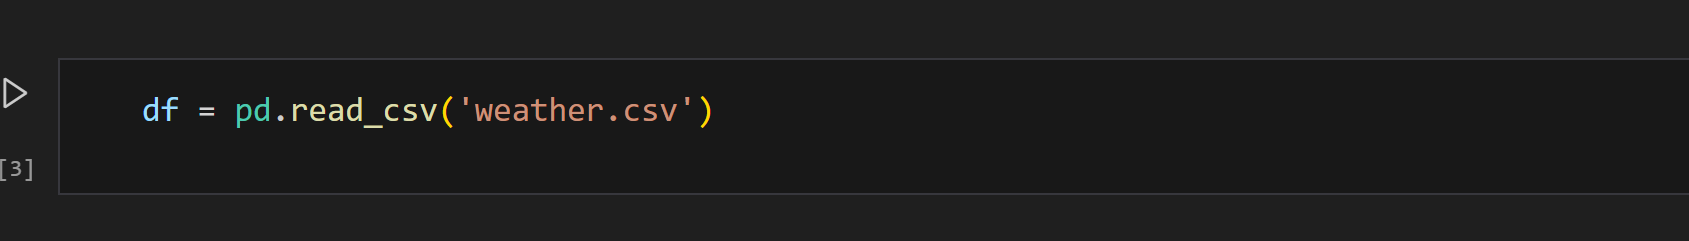 df = pd.read_csv('weather.csv')
[3]